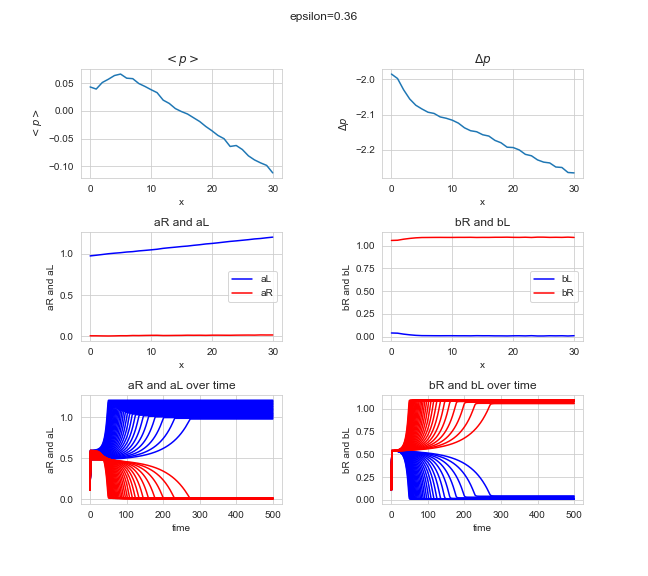 epsilon=0.36
< p >
Δp
0.05
0.00
−0.05
−0.10
< p >
0
10
20
30
x
−2.0
−2.1
−2.2
Δp
0
10
20
30
x
aR and aL
bR and bL
1.0
0.5
0.0
aR and aL
aL
aR
0
10
20
30
x
1.00
0.75
0.50
0.25
0.00
bR and bL
bL
bR
0
10
20
30
x
aR and aL over time
bR and bL over time
1.0
0.5
0.0
aR and aL
0
100
200
300
400
500
time
1.00
0.75
0.50
0.25
0.00
bR and bL
0
100
200
300
400
500
time